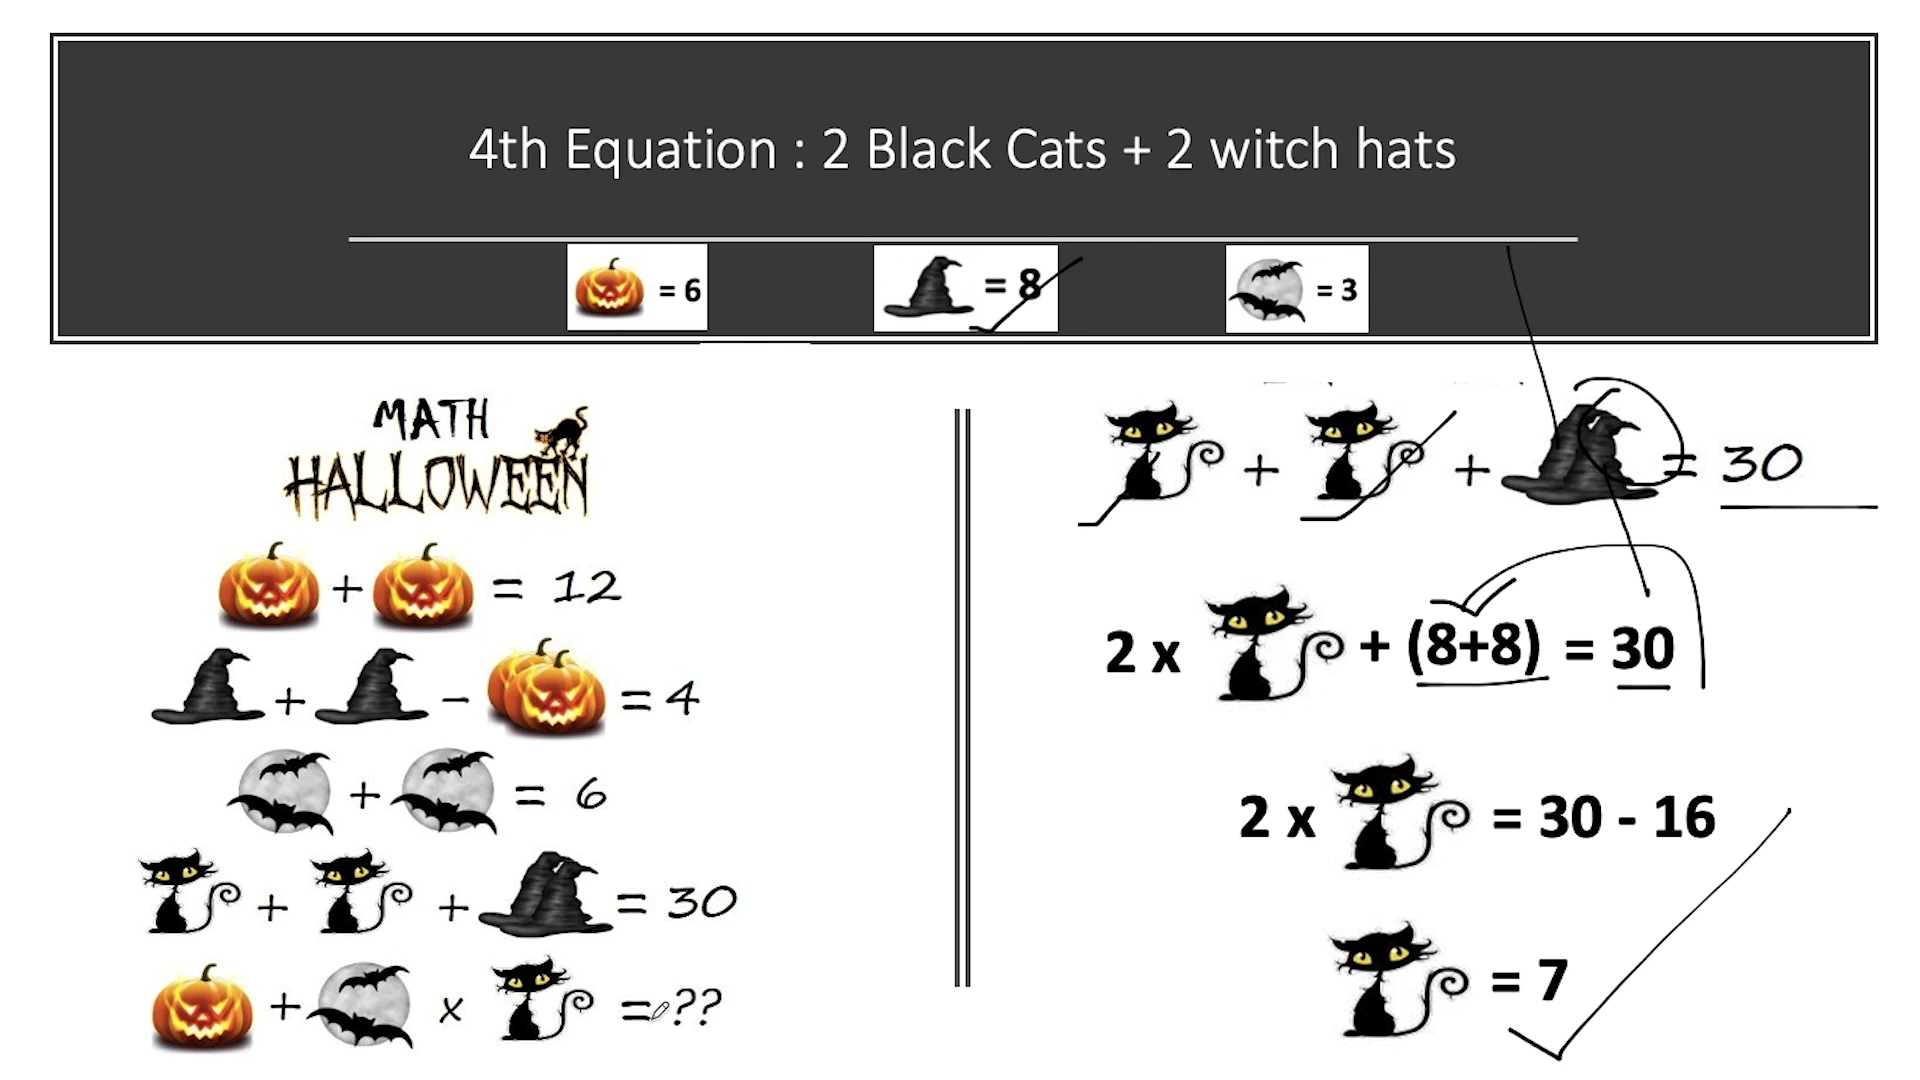 4th Equation : 2 Black Cats + 2 witch hats
= 6
= 8
= 3
MATH
HALLOWEEN
+ = 12
+ - = 4
+ = 6
+ + = 30
+ x = ??
+ + = 30
2 x + (8+8) = 30
2 x = 30 - 16
= 7